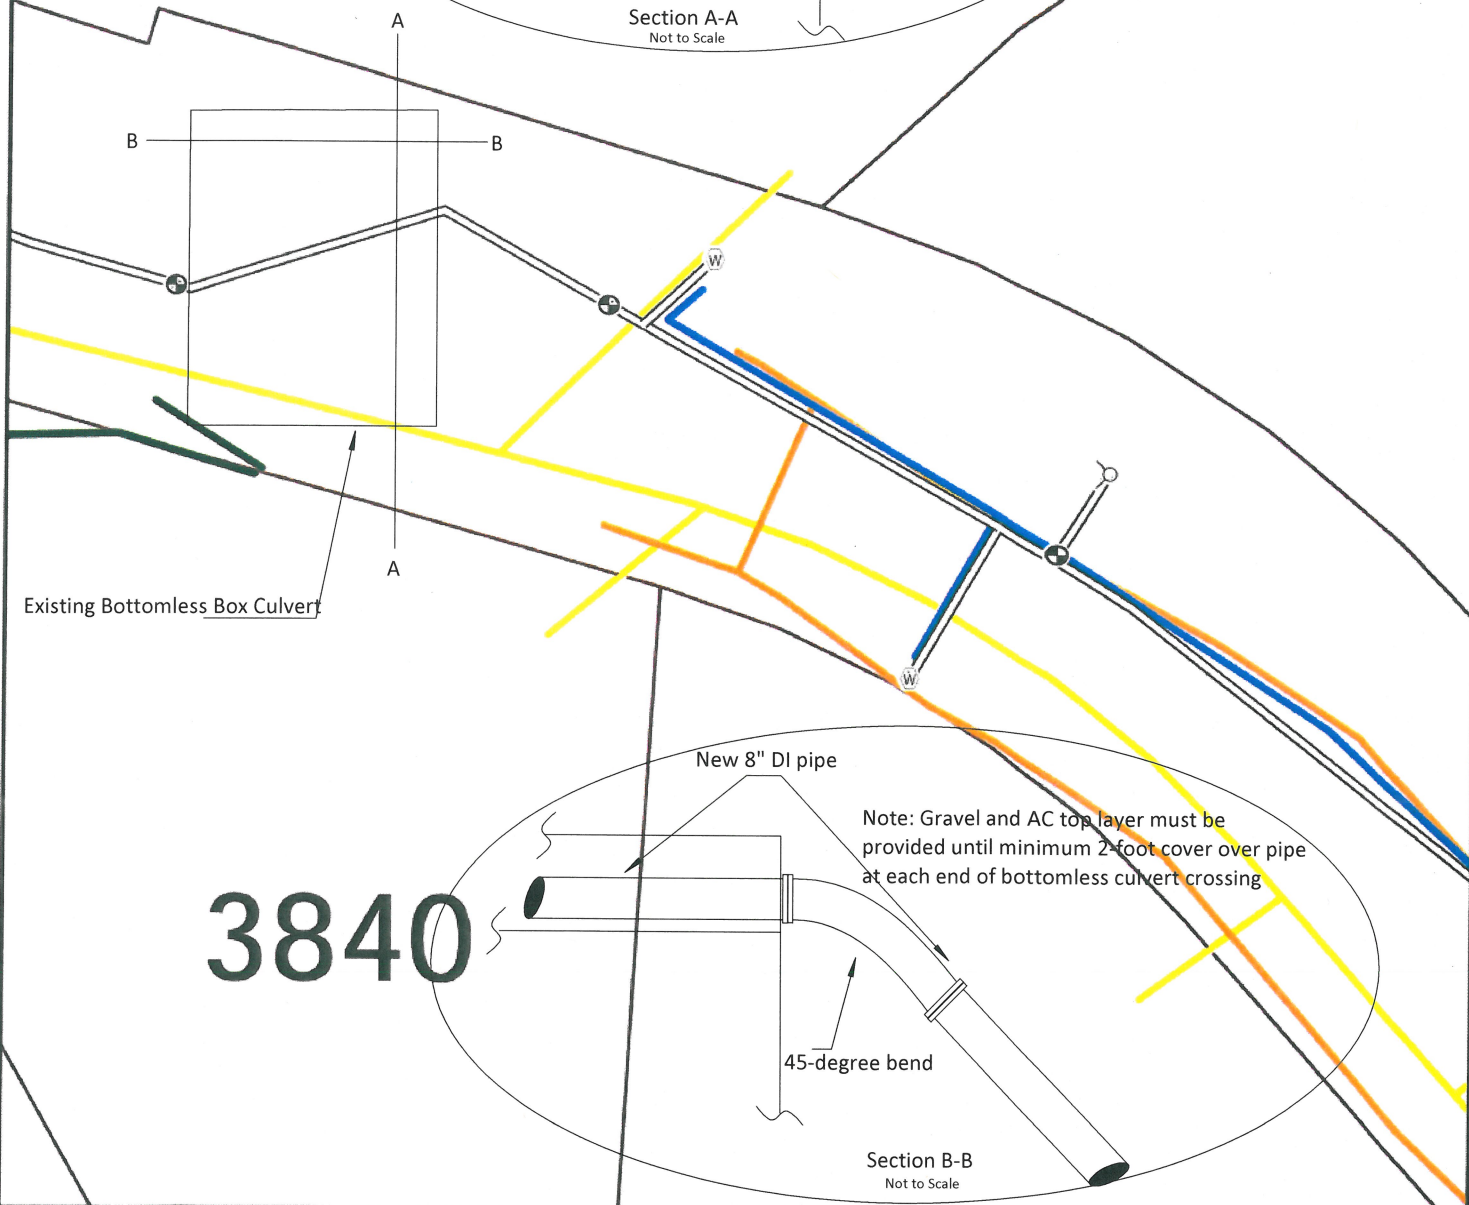 A
Section A-A
Not to Scale
B
B
W
W
A
Existing Bottomless Box Culvert
New 8" DI pipe
Note: Gravel and AC top layer must be
provided until minimum 2-foot cover over pipe
at each end of bottomless culvert crossing
3840
45-degree bend
Section B-B
Not to Scale